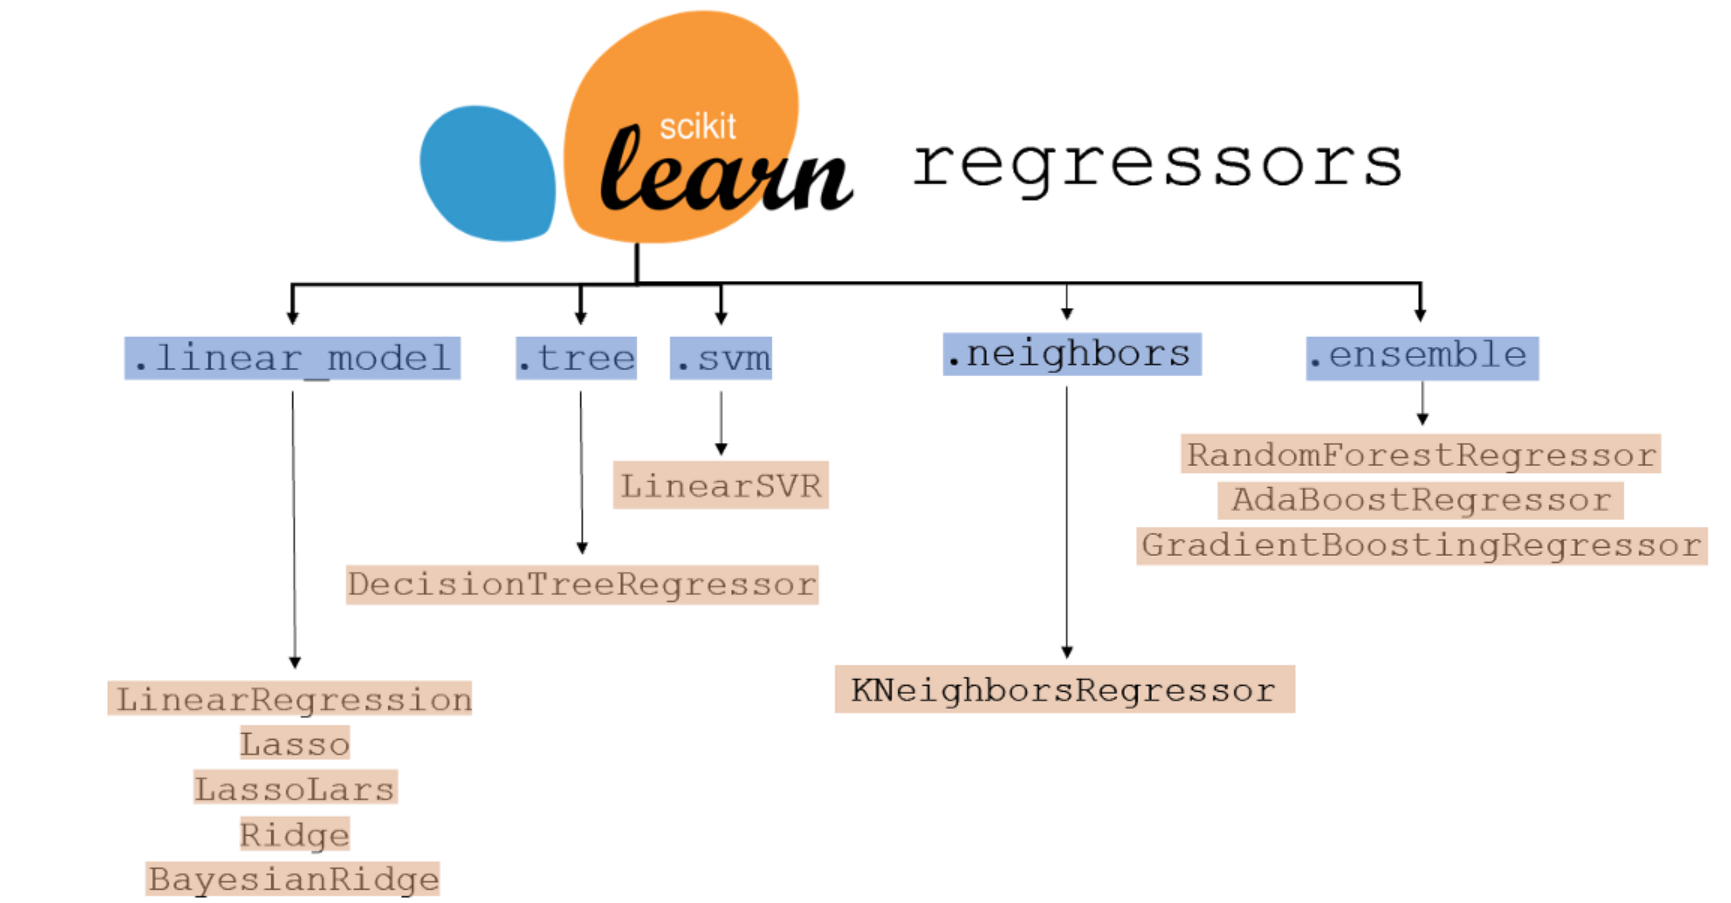 scikit
learn regressors
.linear_model
.tree
.svm
.neighbors
.ensemble
LinearSVR
DecisionTreeRegressor
LinearRegression
Lasso
LassoLars
Ridge
BayesianRidge
KNeighborsRegressor
RandomForestRegressor
AdaBoostRegressor
GradientBoostingRegressor